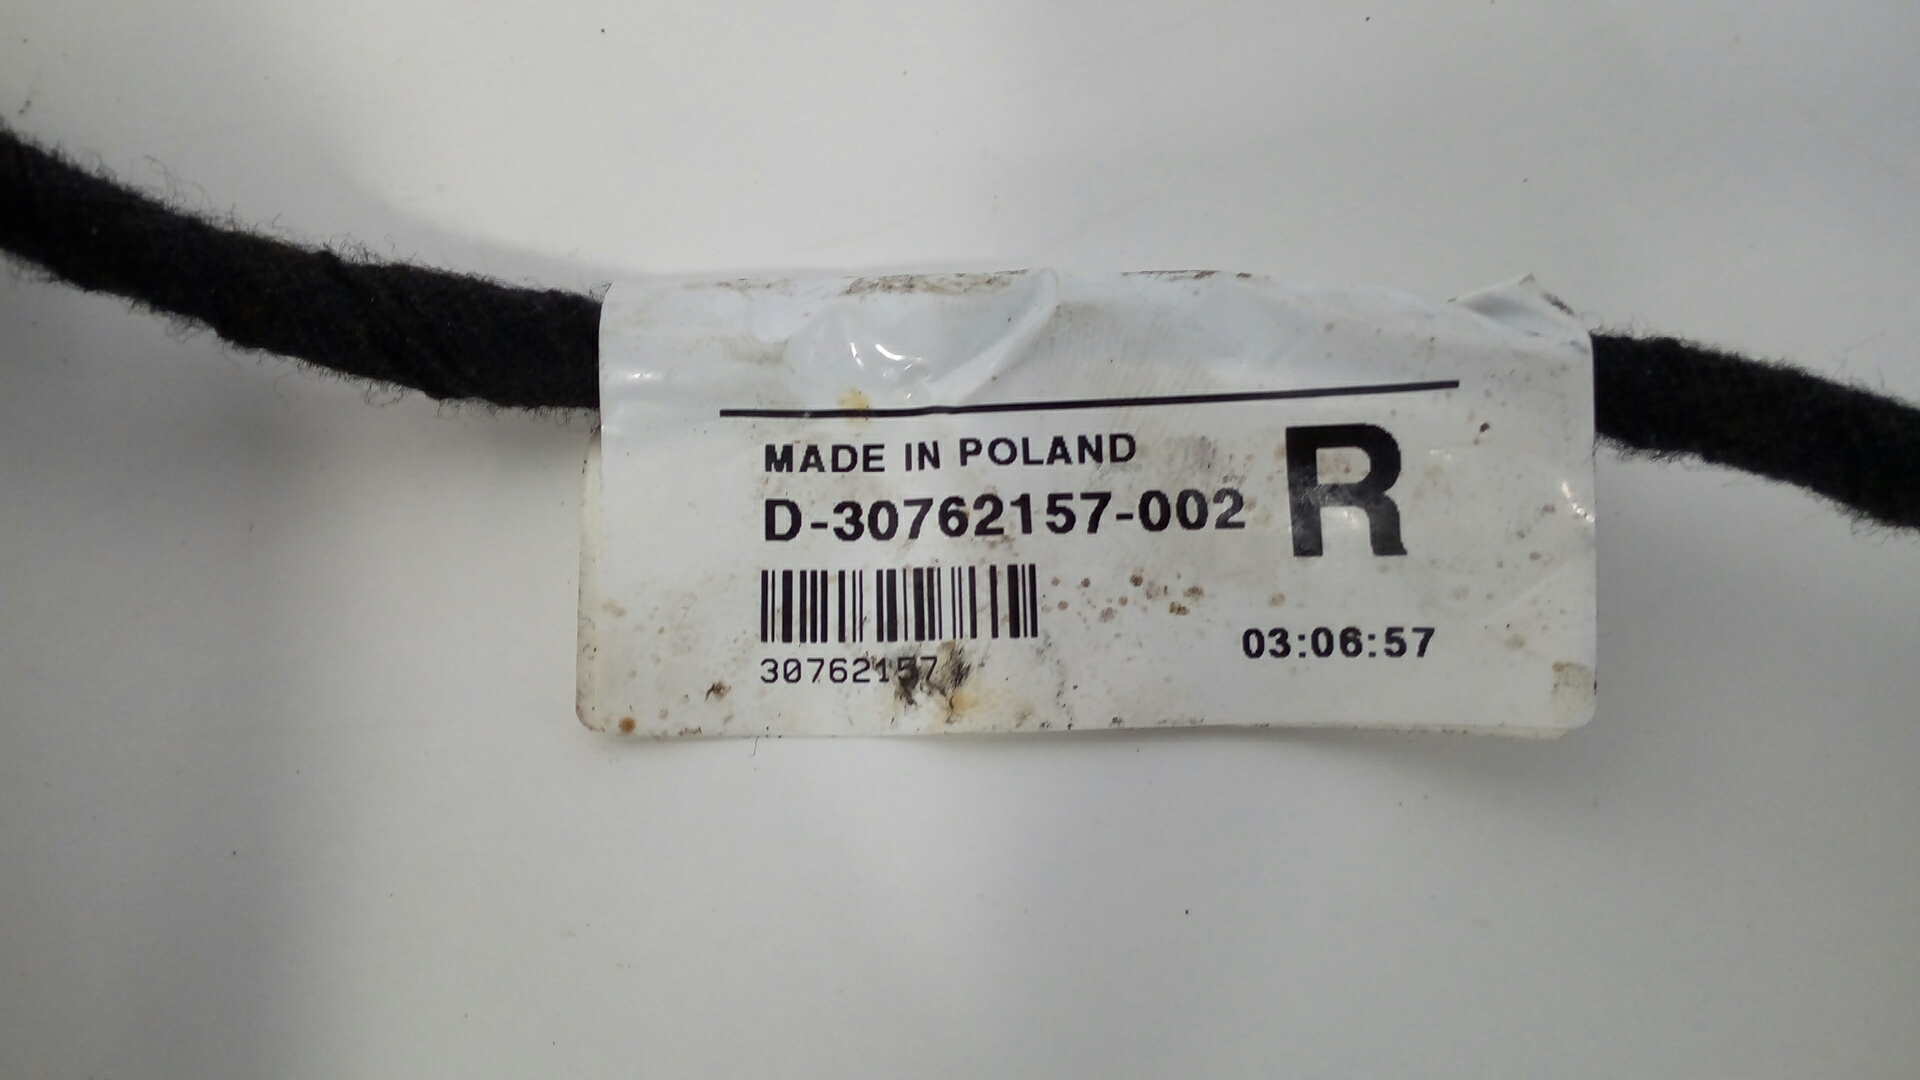 MADE IN POLAND
D-30762157-002
R
30762157
03:06:57